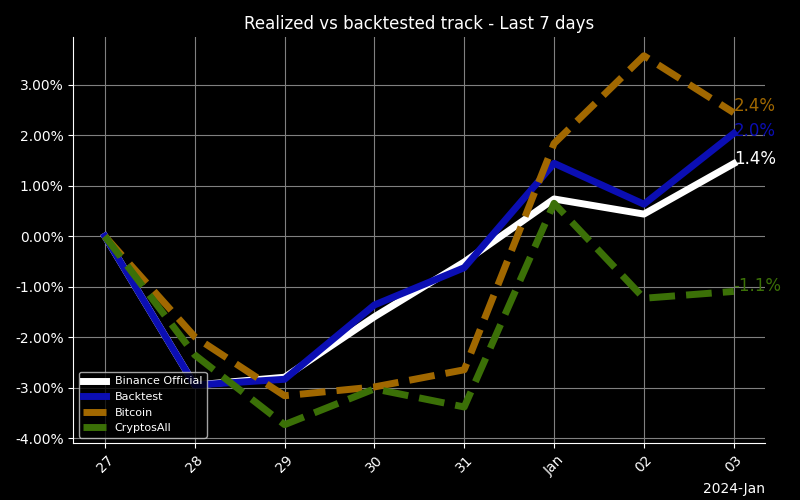 Realized vs backtested track - Last 7 days
3.00%
2.00%
1.00%
0.00%
-1.00%
-2.00%
-3.00%
-4.00%
2.4%
2.0%
1.4%
-1.1%
Binance Official
Backtest
Bitcoin
CryptosAll
27
28
29
30
31
Jan
02
03
2024-Jan